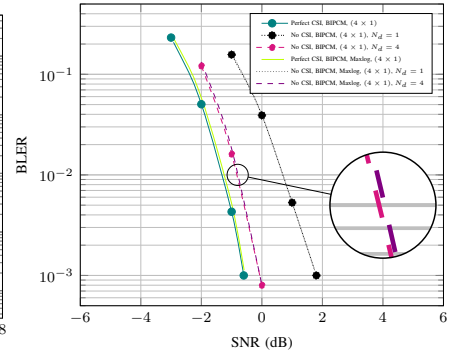 Perfect CSI, BIPCM, (4 × 1)
No CSI, BIPCM, (4 × 1), N_d = 1
No CSI, BIPCM, (4 × 1), N_d = 4
Perfect CSI, BIPCM, Maxlog, (4 × 1)
No CSI, BIPCM, Maxlog, (4 × 1), N_d = 1
No CSI, BIPCM, Maxlog, (4 × 1), N_d = 4
10^{-1}
10^{-2}
10^{-3}
BLER
8
−6 −4 −2 0 2 4 6
SNR (dB)